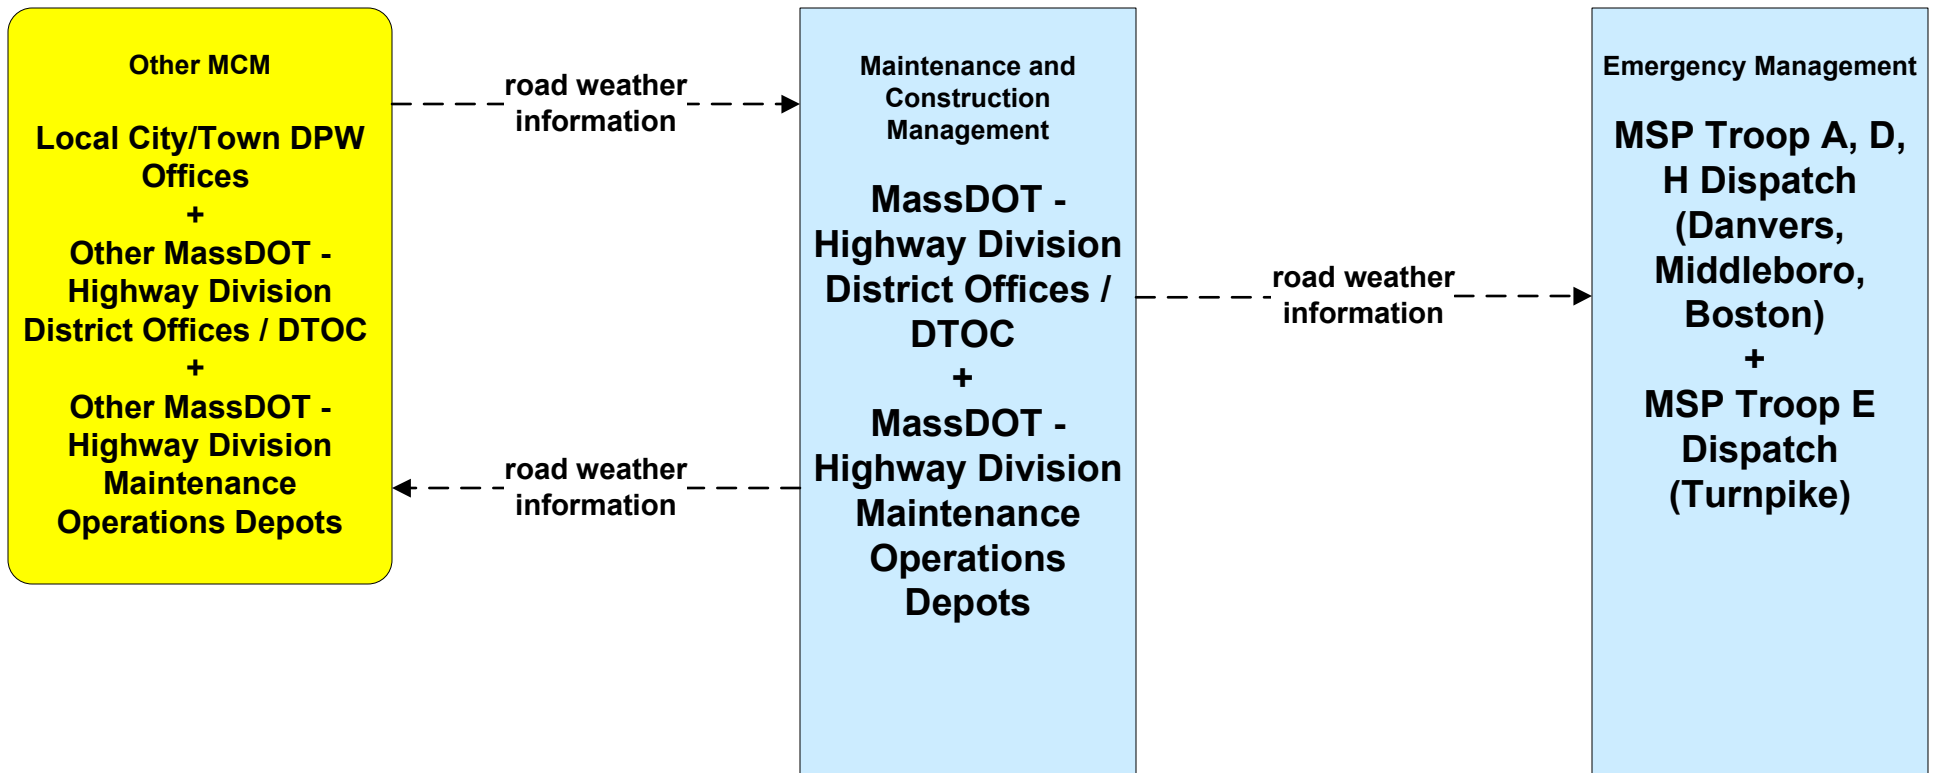 Other MCM
Local City/Town DPW
Offices
+
Other MassDOT -
Highway Division
District Offices / DTOC
+
Other MassDOT -
Highway Division
Maintenance
Operations Depots
road weather
information
road weather
information
Maintenance and
Construction
Management
MassDOT -
Highway Division
District Offices /
DTOC
+
MassDOT -
Highway Division
Maintenance
Operations
Depots
road weather
information
Emergency Management
MSP Troop A, D,
H Dispatch
(Danvers,
Middleboro,
Boston)
+
MSP Troop E
Dispatch
(Turnpike)